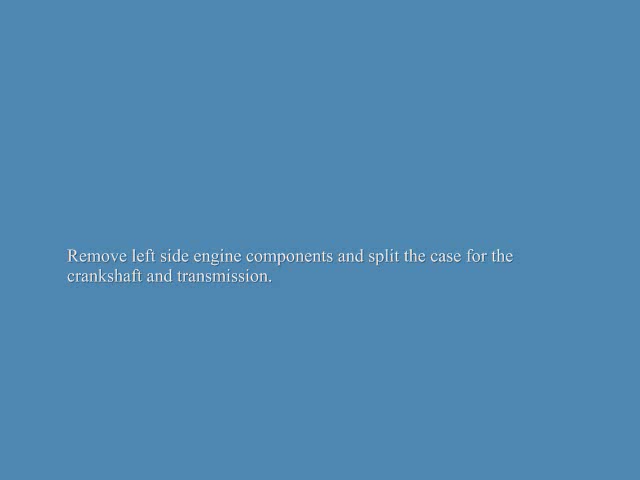 Remove left side engine components and split the case for the
crankshaft and transmission.